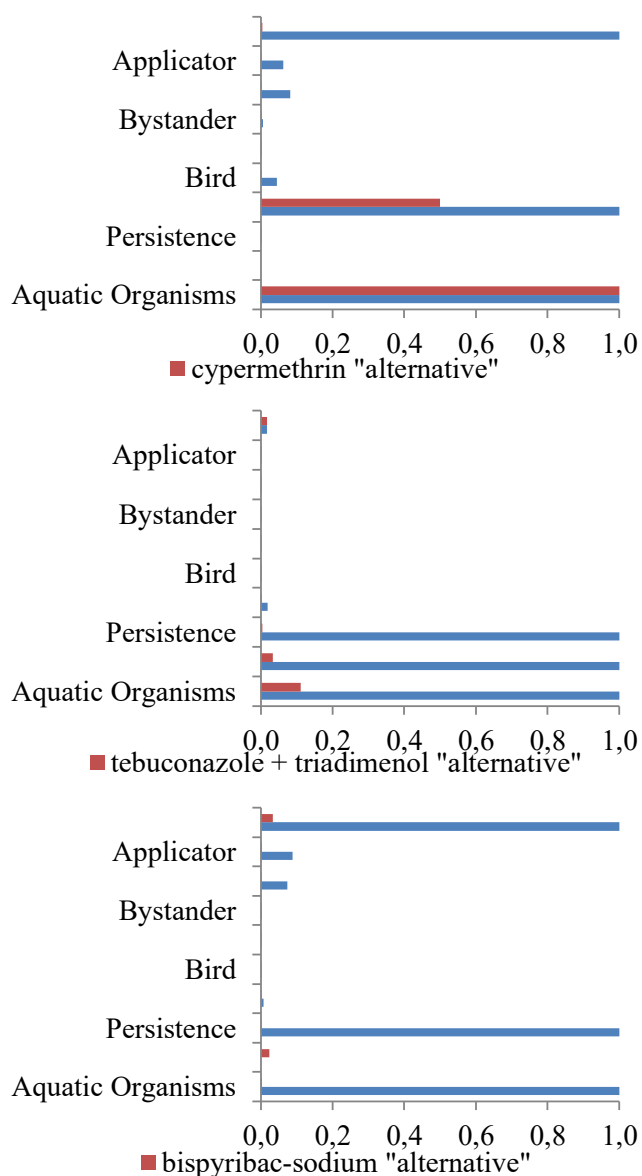 Applicator
Bystander
Bird
Persistence
Aquatic Organisms
0,0 0,2 0,4 0,6 0,8 1,0
cypermethrin "alternative"
Applicator
Bystander
Bird
Persistence
Aquatic Organisms
0,0 0,2 0,4 0,6 0,8 1,0
tebuconazole + triadimenol "alternative"
Applicator
Bystander
Bird
Persistence
Aquatic Organisms
0,0 0,2 0,4 0,6 0,8 1,0
bispyribac-sodium "alternative"